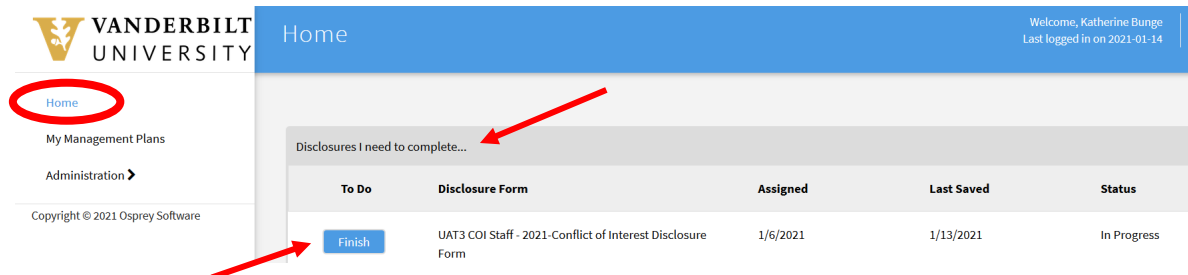 VANDERBILT
UNIVERSITY
Home
Welcome, Katherine Bunge
Last logged in on 2021-01-14
Home
My Management Plans
Administration
Copyright © 2021 Osprey Software
Disclosures I need to complete...
To Do Disclosure Form Assigned Last Saved Status
Finish UAT3 COI Staff - 2021-Conflict of Interest Disclosure 1/6/2021 1/13/2021 In Progress
Form